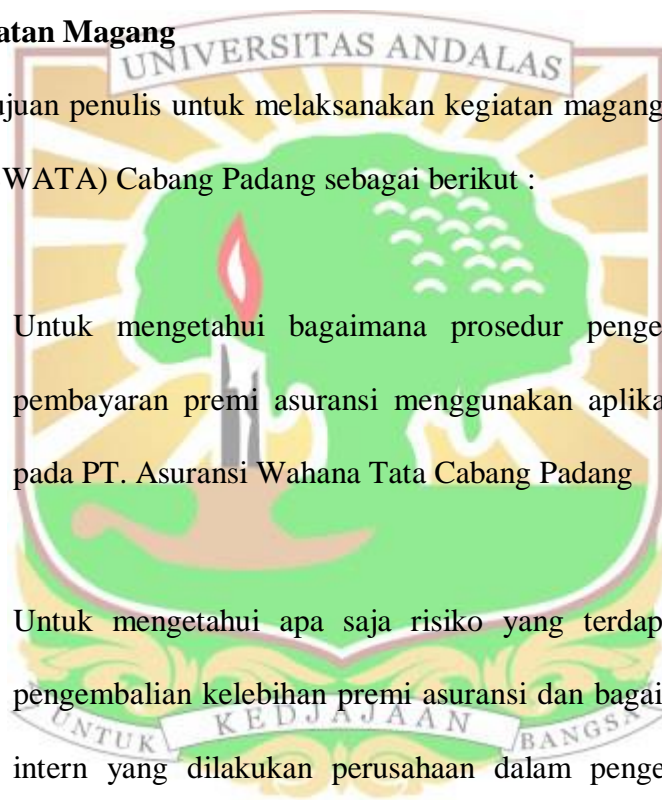 atan Magang
UNIVERSITAS ANDALAS
ujuan penulis untuk melaksanakan kegiatan magang
WATA) Cabang Padang sebagai berikut :
Untuk mengetahui bagaimana prosedur penge
pembayaran premi asuransi menggunakan aplika
pada PT. Asuransi Wahana Tata Cabang Padang
Untuk mengetahui apa saja risiko yang terdap
pengembalian kelebihan premi asuransi dan bagai
UNTUK KEDJAJAAN BANGSA
intern yang dilakukan perusahaan dalam penge